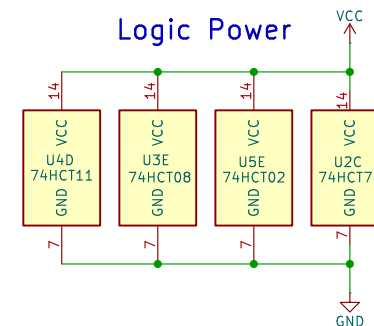 Logic Power
VCC
14 14 14 14
VCC VCC VCC VCC
U4D U3E U5E U2C
74HCT11 74HCT08 74HCT02 74HCT7
GND GND GND GND
7 7 7 7
GND